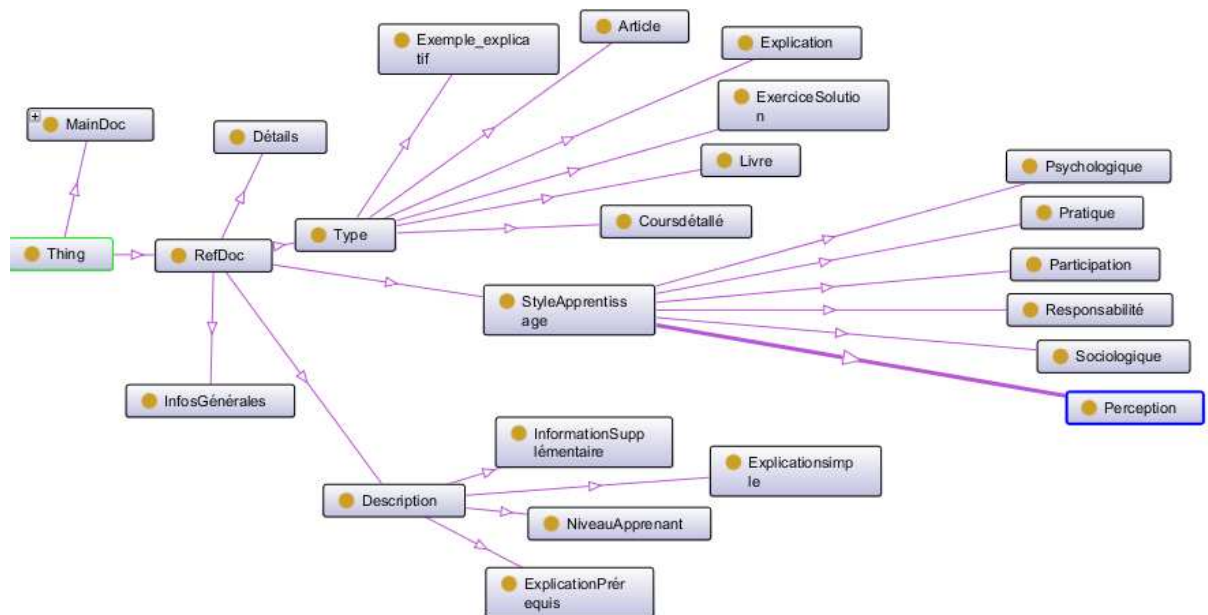 Exemple_explica
tif
Article
Explication
ExerciceSolutio
n
Livre
Coursdétallé
MainDoc
Détails
Type
Thing
RefDoc
StyleApprentiss
age
Psychologique
Pratique
Participation
Responsabilité
Sociologique
Perception
InfosGénérales
InformationSupp
lémentaire
Explicationsimp
le
Description
NiveauApprenant
ExplicationPrér
equis